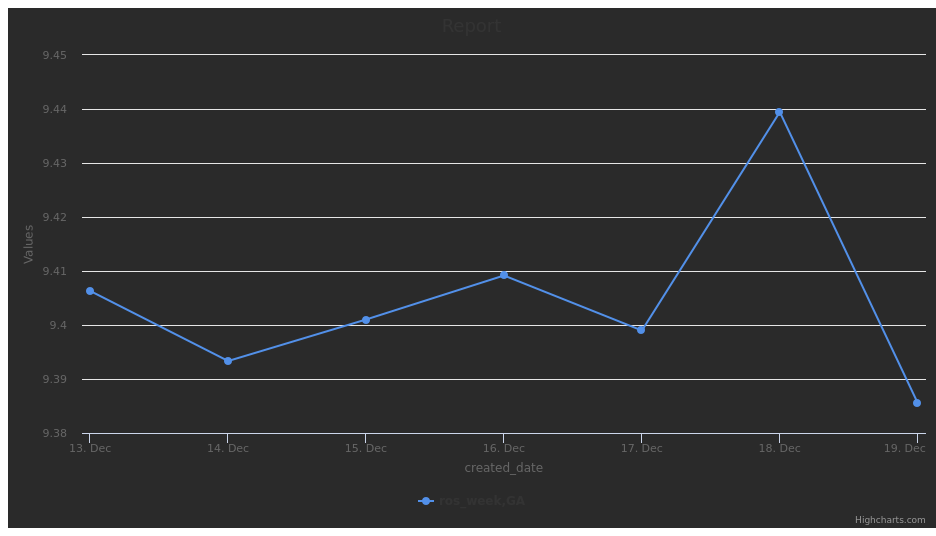 Report
9.45
9.44
9.43
9.42
9.41
9.4
9.39
9.38
Values
13. Dec 14. Dec 15. Dec 16. Dec 17. Dec 18. Dec 19. Dec
created_date
ros_week,GA
Highcharts.com